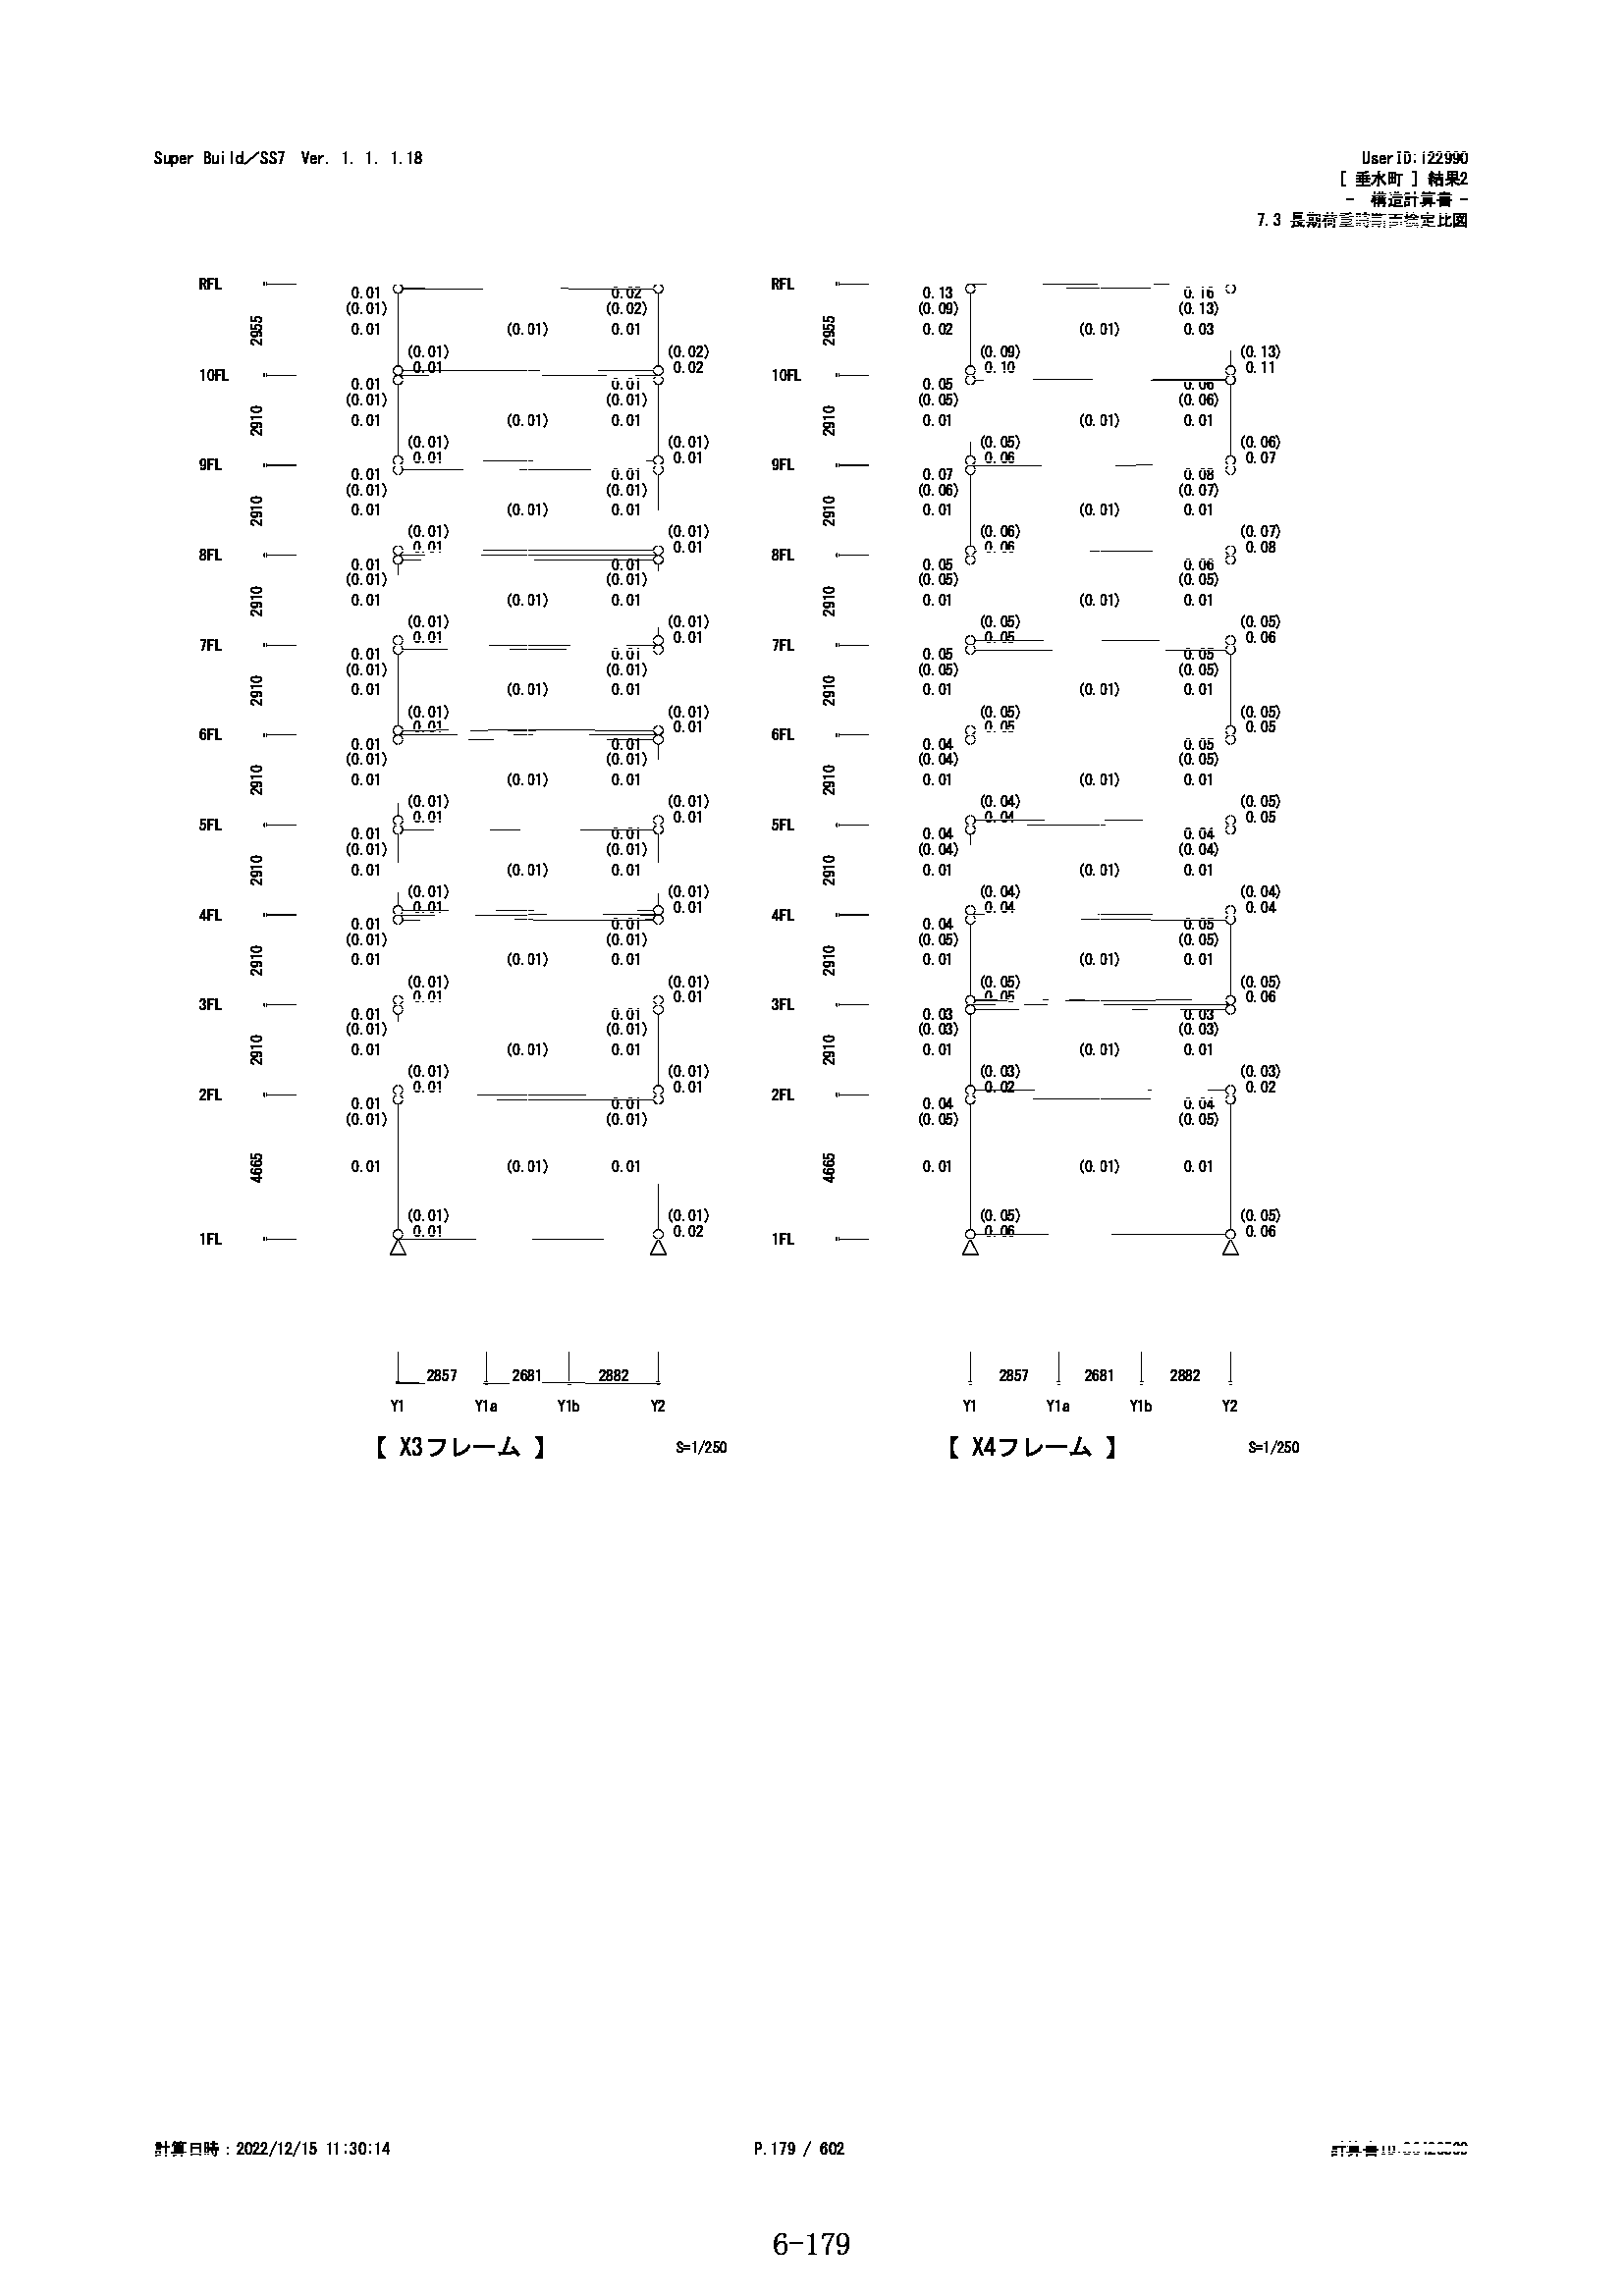 Super Build/SS7 Ver. 1. 1. 1.18
UserID:122990
[ 垂水町 ] 結果2
- 構造計算書 -
7.3 長期荷重時断面検定比図
RFL 0.01 0.02 RFL 0.13 0.16
(0.01) (0.02) (0.09) (0.13)
2955 0.01 (0.01) 0.01 2955 0.02 (0.01) 0.03
(0.01) (0.02) (0.09) (0.13)
0.01 0.02 0.10 0.11
10FL 0.01 0.01 10FL 0.05 0.06
(0.01) (0.01) (0.05) (0.06)
2910 0.01 (0.01) 0.01 2910 0.01 (0.01) 0.01
(0.01) (0.01) (0.05) (0.06)
0.01 0.01 0.06 0.07
9FL 0.01 0.01 9FL 0.07 0.08
(0.01) (0.01) (0.06) (0.07)
2910 0.01 (0.01) 0.01 2910 0.01 (0.01) 0.01
(0.01) (0.01) (0.06) (0.07)
0.01 0.01 0.06 0.08
8FL 0.01 0.01 8FL 0.05 0.06
(0.01) (0.01) (0.05) (0.05)
2910 0.01 (0.01) 0.01 2910 0.01 (0.01) 0.01
(0.01) (0.01) (0.05) (0.05)
0.01 0.01 0.05 0.06
7FL 0.01 0.01 7FL 0.05 0.05
(0.01) (0.01) (0.05) (0.05)
2910 0.01 (0.01) 0.01 2910 0.01 (0.01) 0.01
(0.01) (0.01) (0.05) (0.05)
0.01 0.01 0.05 0.05
6FL 0.01 0.01 6FL 0.04 0.05
(0.01) (0.01) (0.04) (0.05)
2910 0.01 (0.01) 0.01 2910 0.01 (0.01) 0.01
(0.01) (0.01) (0.04) (0.05)
0.01 0.01 0.04 0.05
5FL 0.01 0.01 5FL 0.04 0.04
(0.01) (0.01) (0.04) (0.04)
2910 0.01 (0.01) 0.01 2910 0.01 (0.01) 0.01
(0.01) (0.01) (0.04) (0.04)
0.01 0.01 0.04 0.04
4FL 0.01 0.01 4FL 0.04 0.05
(0.01) (0.01) (0.05) (0.05)
2910 0.01 (0.01) 0.01 2910 0.01 (0.01) 0.01
(0.01) (0.01) (0.05) (0.05)
0.01 0.01 0.05 0.06
3FL 0.01 0.01 3FL 0.03 0.03
(0.01) (0.01) (0.03) (0.03)
2910 0.01 (0.01) 0.01 2910 0.01 (0.01) 0.01
(0.01) (0.01) (0.03) (0.03)
0.01 0.01 0.02 0.02
2FL 0.01 0.01 2FL 0.04 0.04
(0.01) (0.01) (0.05) (0.05)
4665 0.01 (0.01) 0.01 4665 0.01 (0.01) 0.01
(0.01) (0.01) (0.05) (0.05)
0.01 0.02 0.06 0.06
1FL 1FL
2857 2681 2882 2857 2681 2882
Y1 Y1a Y1b Y2 Y1 Y1a Y1b Y2
【 X3フレーム 】 S=1/250 【 X4フレーム 】 S=1/250
計算日時：2022/12/15 11:30:14 P.179 / 602 計算書ID:
6-179